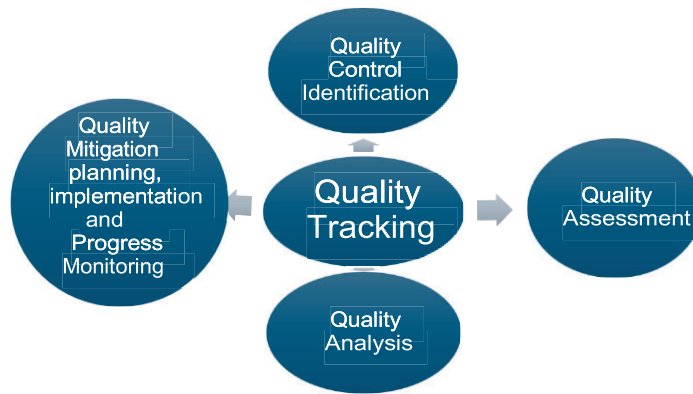 Quality
Control
Identification
Quality
Mitigation
planning,
implementation
and
Progress
Monitoring
Quality
Tracking
Quality
Assessment
Quality
Analysis